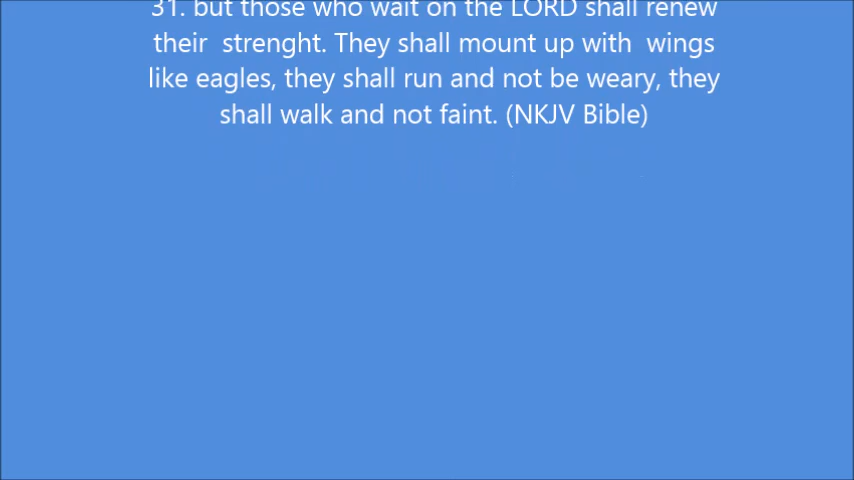 31. but those who wait on the LORD shall renew
their  strenght. They shall mount up with  wings
like eagles, they shall run and not be weary, they
shall walk and not faint. (NKJV Bible)